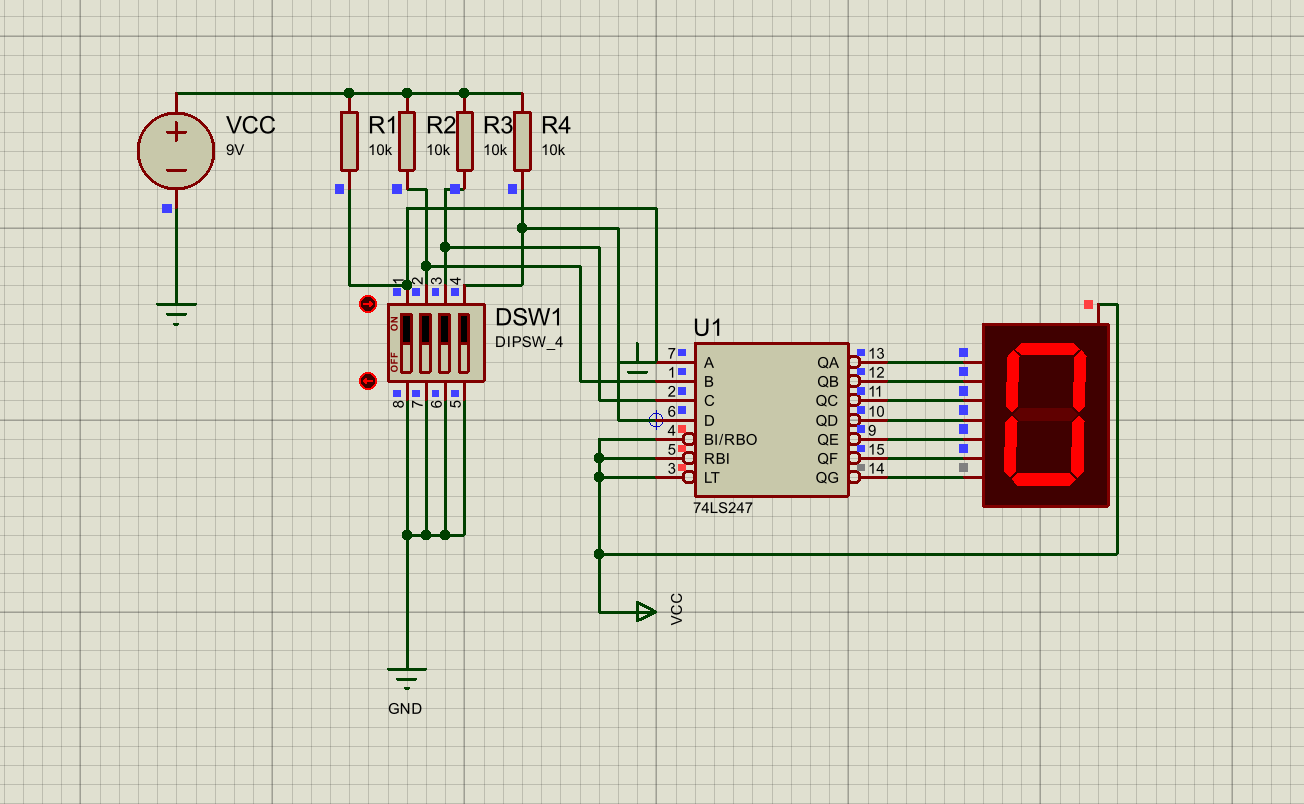 VCC
9V
R1
10k
R2
10k
R3
10k
R4
10k
1
2
3
4
ON
OFF
DSW1
DIPSW_4
8
7
6
5
GND
U1
7
1
2
6
4
5
3
A
B
C
D
BI/RBO
RBI
LT
QA
QB
QC
QD
QE
QF
QG
13
12
11
10
9
15
14
74LS247
VCC
0